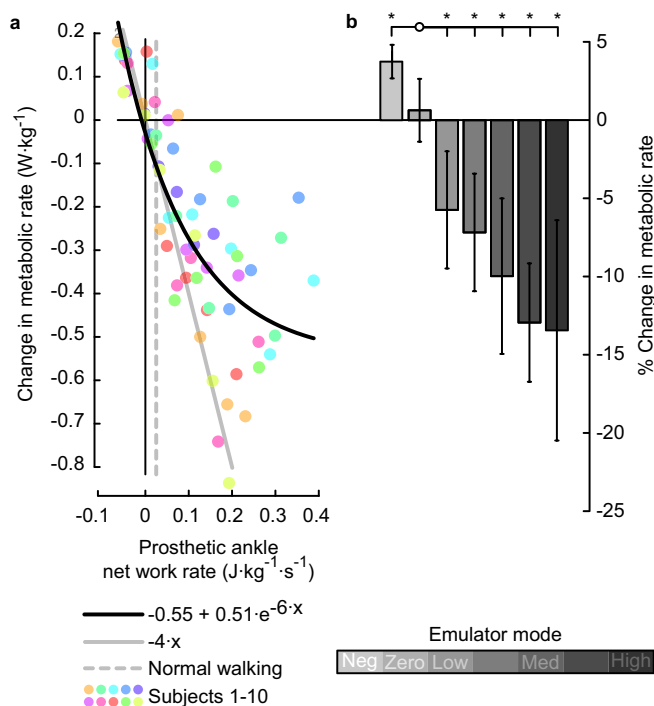 a
b
* * * * * *
0.2
0.1
0
-0.1
-0.2
-0.3
-0.4
-0.5
-0.6
-0.7
-0.8
Change in metabolic rate (W·kg⁻¹)
-0.1 0 0.1 0.2 0.3 0.4
Prosthetic ankle
net work rate (J·kg⁻¹·s⁻¹)
-0.55 + 0.51·e⁻⁶·ˣ
-4·x
Normal walking
Subjects 1-10
5
0
-5
-10
-15
-20
-25
% Change in metabolic rate
Emulator mode
Neg Zero Low Med High